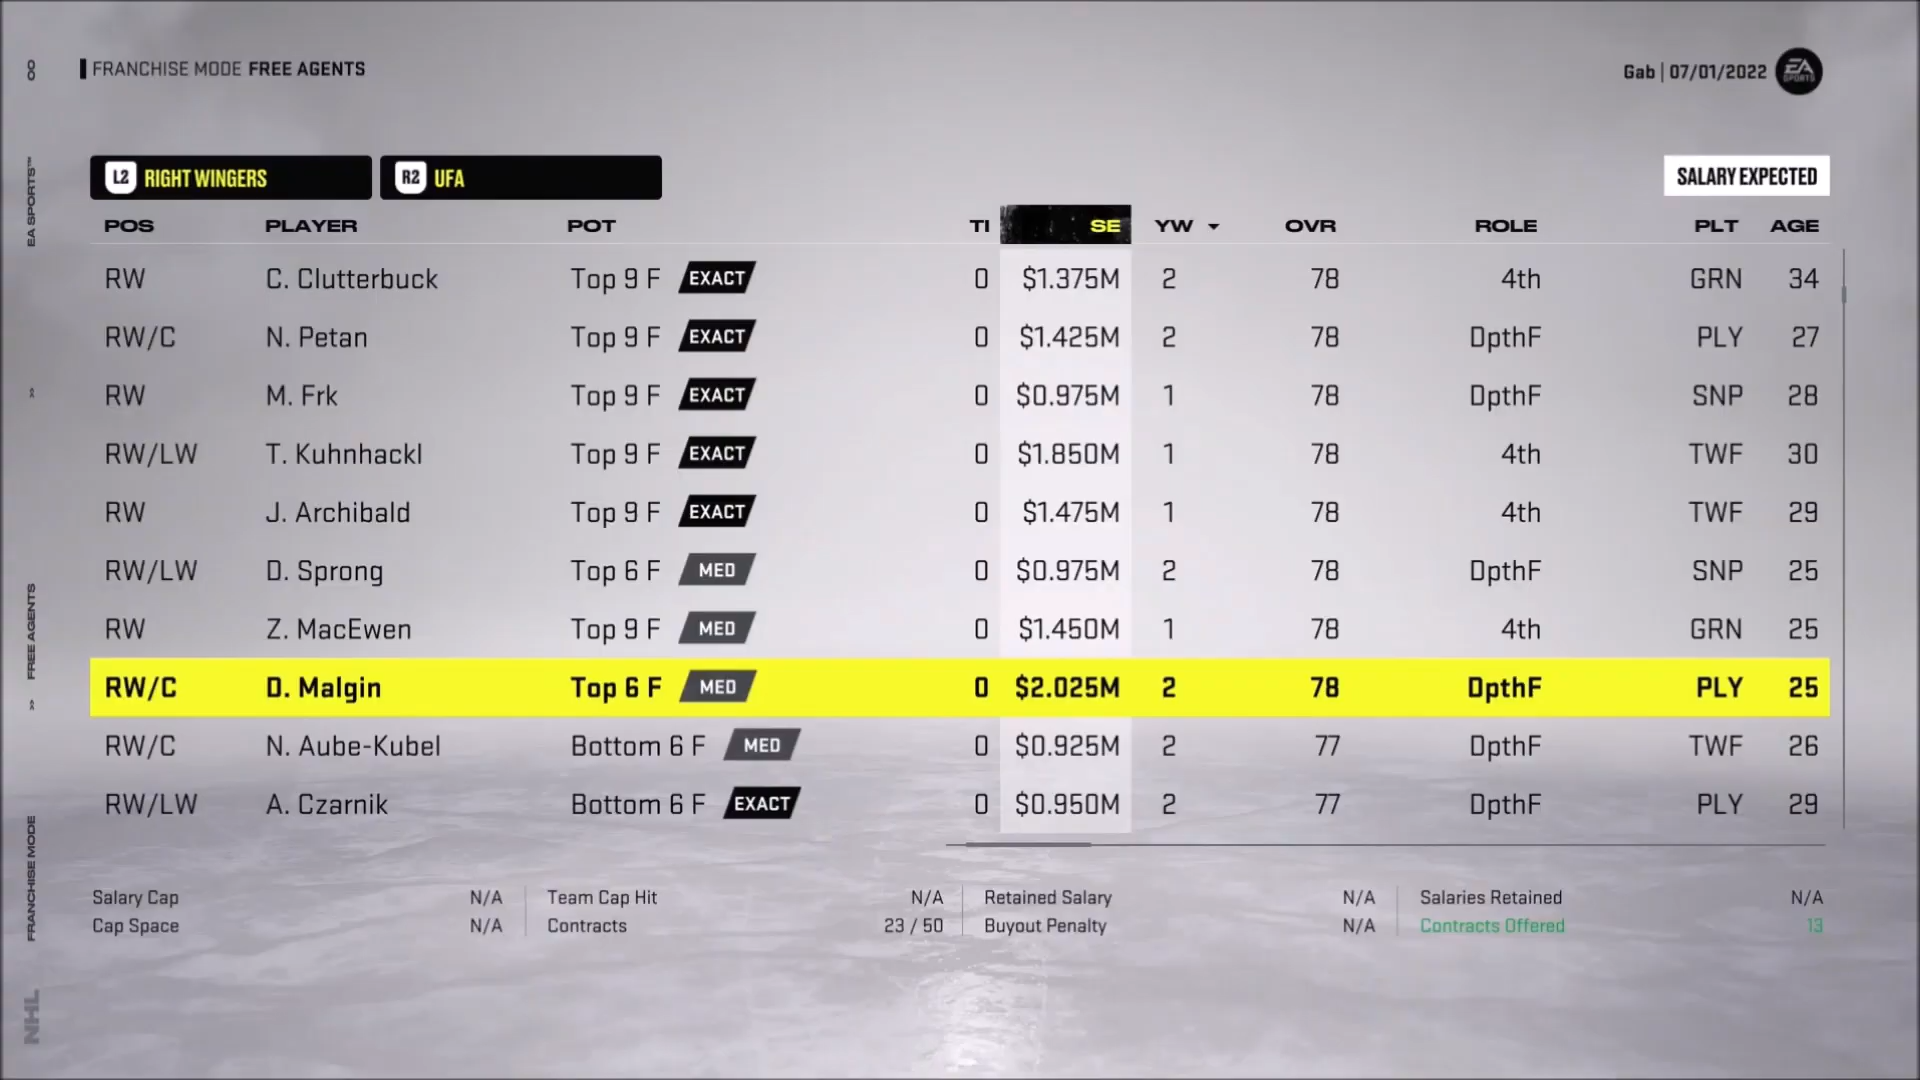 FRANCHISE MODE FREE AGENTS
Gab | 07/01/2022
EA SPORTS
L2 RIGHT WINGERS
R2 UFA
SALARY EXPECTED
POS PLAYER POT TI SE YW OVR ROLE PLT AGE
RW C. Clutterbuck Top 9 F EXACT 0 $1.375M 2 78 4th GRN 34
RW/C N. Petan Top 9 F EXACT 0 $1.425M 2 78 DpthF PLY 27
RW M. Frk Top 9 F EXACT 0 $0.975M 1 78 DpthF SNP 28
RW/LW T. Kuhnhackl Top 9 F EXACT 0 $1.850M 1 78 4th TWF 30
RW J. Archibald Top 9 F EXACT 0 $1.475M 1 78 4th TWF 29
RW/LW D. Sprong Top 6 F MED 0 $0.975M 2 78 DpthF SNP 25
RW Z. MacEwen Top 9 F MED 0 $1.450M 1 78 4th GRN 25
RW/C D. Malgin Top 6 F MED 0 $2.025M 2 78 DpthF PLY 25
RW/C N. Aube-Kubel Bottom 6 F MED 0 $0.925M 2 77 DpthF TWF 26
RW/LW A. Czarnik Bottom 6 F EXACT 0 $0.950M 2 77 DpthF PLY 29
Salary Cap N/A Team Cap Hit N/A Retained Salary N/A Salaries Retained N/A
Cap Space N/A Contracts 23 / 50 Buyout Penalty N/A Contracts Offered 13
NHL FRANCHISE MODE >> FREE AGENTS
EA SPORTS™